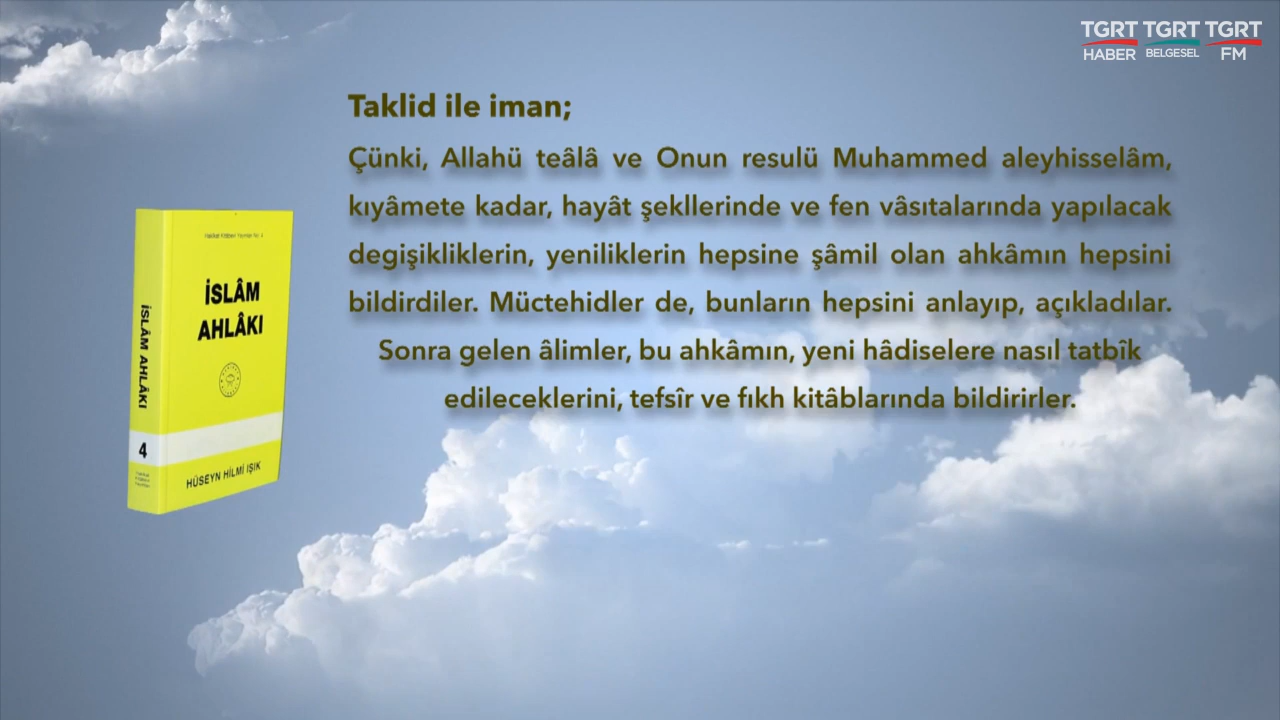 TGRT TGRT TGRT
HABER BELGESEL FM
Taklid ile iman;
Çünki, Allahü teâlâ ve Onun resulü Muhammed aleyhisselâm,
kıyâmete kadar, hayât şekllerinde ve fen vâsıtalarında yapılacak
degişikliklerin, yeniliklerin hepsine şâmil olan ahkâmın hepsini
bildirdiler. Müctehidler de, bunların hepsini anlayıp, açıkladılar.
Sonra gelen âlimler, bu ahkâmın, yeni hâdiselere nasıl tatbîk
edileceklerini, tefsîr ve fıkh kitâblarında bildirirler.
İSLÂM
AHLÂKI
HÜSEYN HİLMİ IŞIK
İSLÂM AHLÂKI
4